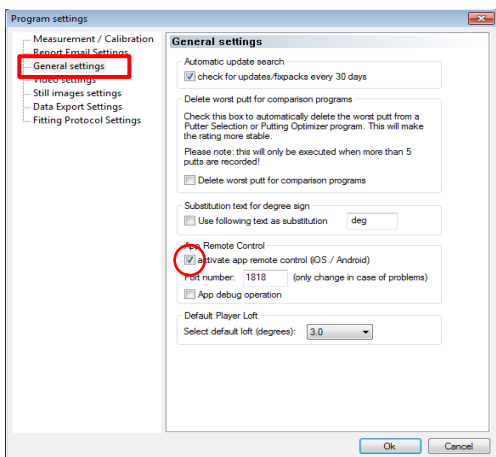 Program settings
Measurement / Calibration
Report Email Settings
General settings
Video settings
Still images settings
Data Export Settings
Fitting Protocol Settings
General settings
Automatic update search
check for updates/fixpacks every 30 days
Delete worst putt for comparison programs
Check this box to automatically delete the worst putt from a
Putter Selection or Putting Optimizer program. This will make
the rating more stable.
Please note: this will only be executed when more than 5
putts are recorded!
Delete worst putt for comparison programs
Substitution text for degree sign
Use following text as substitution deg
App Remote Control
activate app remote control (iOS / Android)
Port number: 1818 (only change in case of problems)
App debug operation
Default Player Loft
Select default loft (degrees): 3.0
Ok Cancel